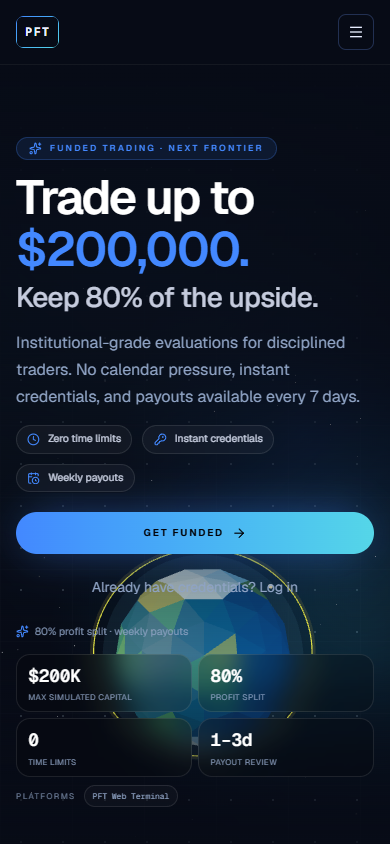 PFT
FUNDED TRADING · NEXT FRONTIER
Trade up to
$200,000.
Keep 80% of the upside.
Institutional-grade evaluations for disciplined
traders. No calendar pressure, instant
credentials, and payouts available every 7 days.
Zero time limits
Instant credentials
Weekly payouts
GET FUNDED
Already have credentials? Log in
80% profit split · weekly payouts
$200K
80%
MAX SIMULATED CAPITAL
PROFIT SPLIT
0
1–3d
TIME LIMITS
PAYOUT REVIEW
PLATFORMS
PFT Web Terminal